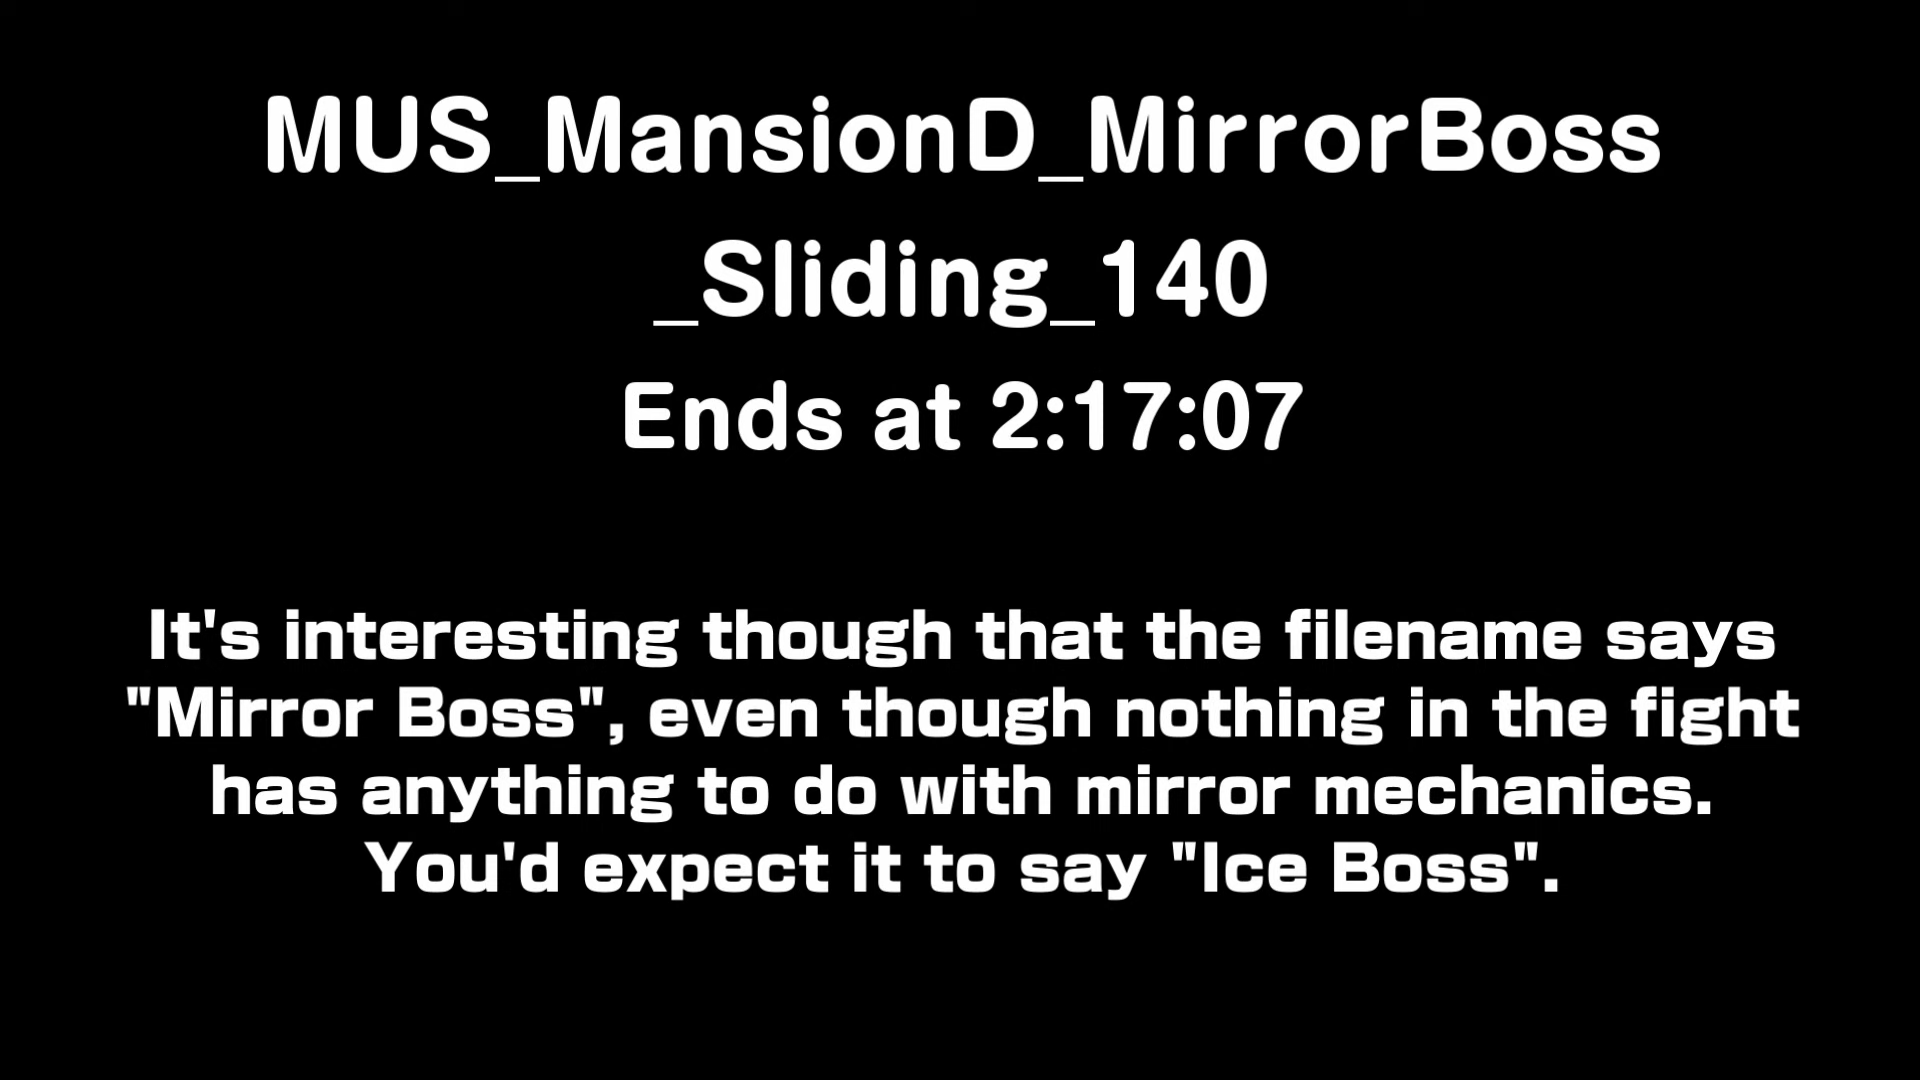 MUS_MansionD_MirrorBoss
_Sliding_140
Ends at 2:17:07
It's interesting though that the filename says
"Mirror Boss", even though nothing in the fight
has anything to do with mirror mechanics.
You'd expect it to say "Ice Boss".